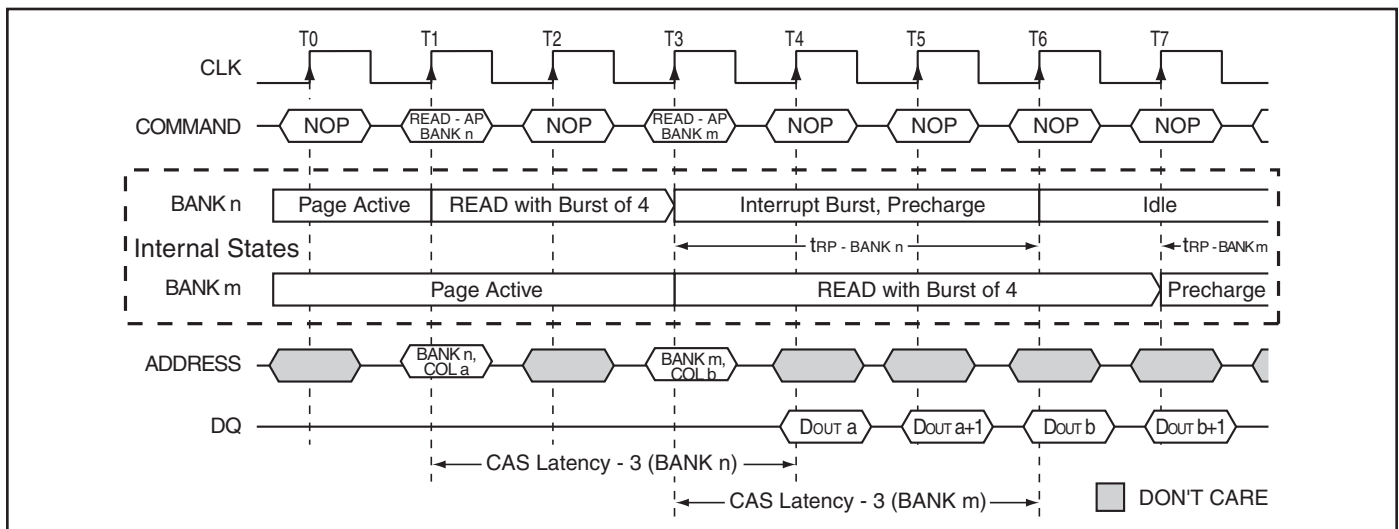 T0 T1 T2 T3 T4 T5 T6 T7
CLK
COMMAND NOP READ - AP BANK n NOP READ - AP BANK m NOP NOP NOP NOP
BANK n Page Active READ with Burst of 4 Interrupt Burst, Precharge Idle
Internal States tRP - BANK n tRP - BANK m
BANK m Page Active READ with Burst of 4 Precharge
ADDRESS BANK n, COL a BANK m, COL b
DQ DOUT a DOUT a+1 DOUT b DOUT b+1
CAS Latency - 3 (BANK n)
CAS Latency - 3 (BANK m) DON'T CARE